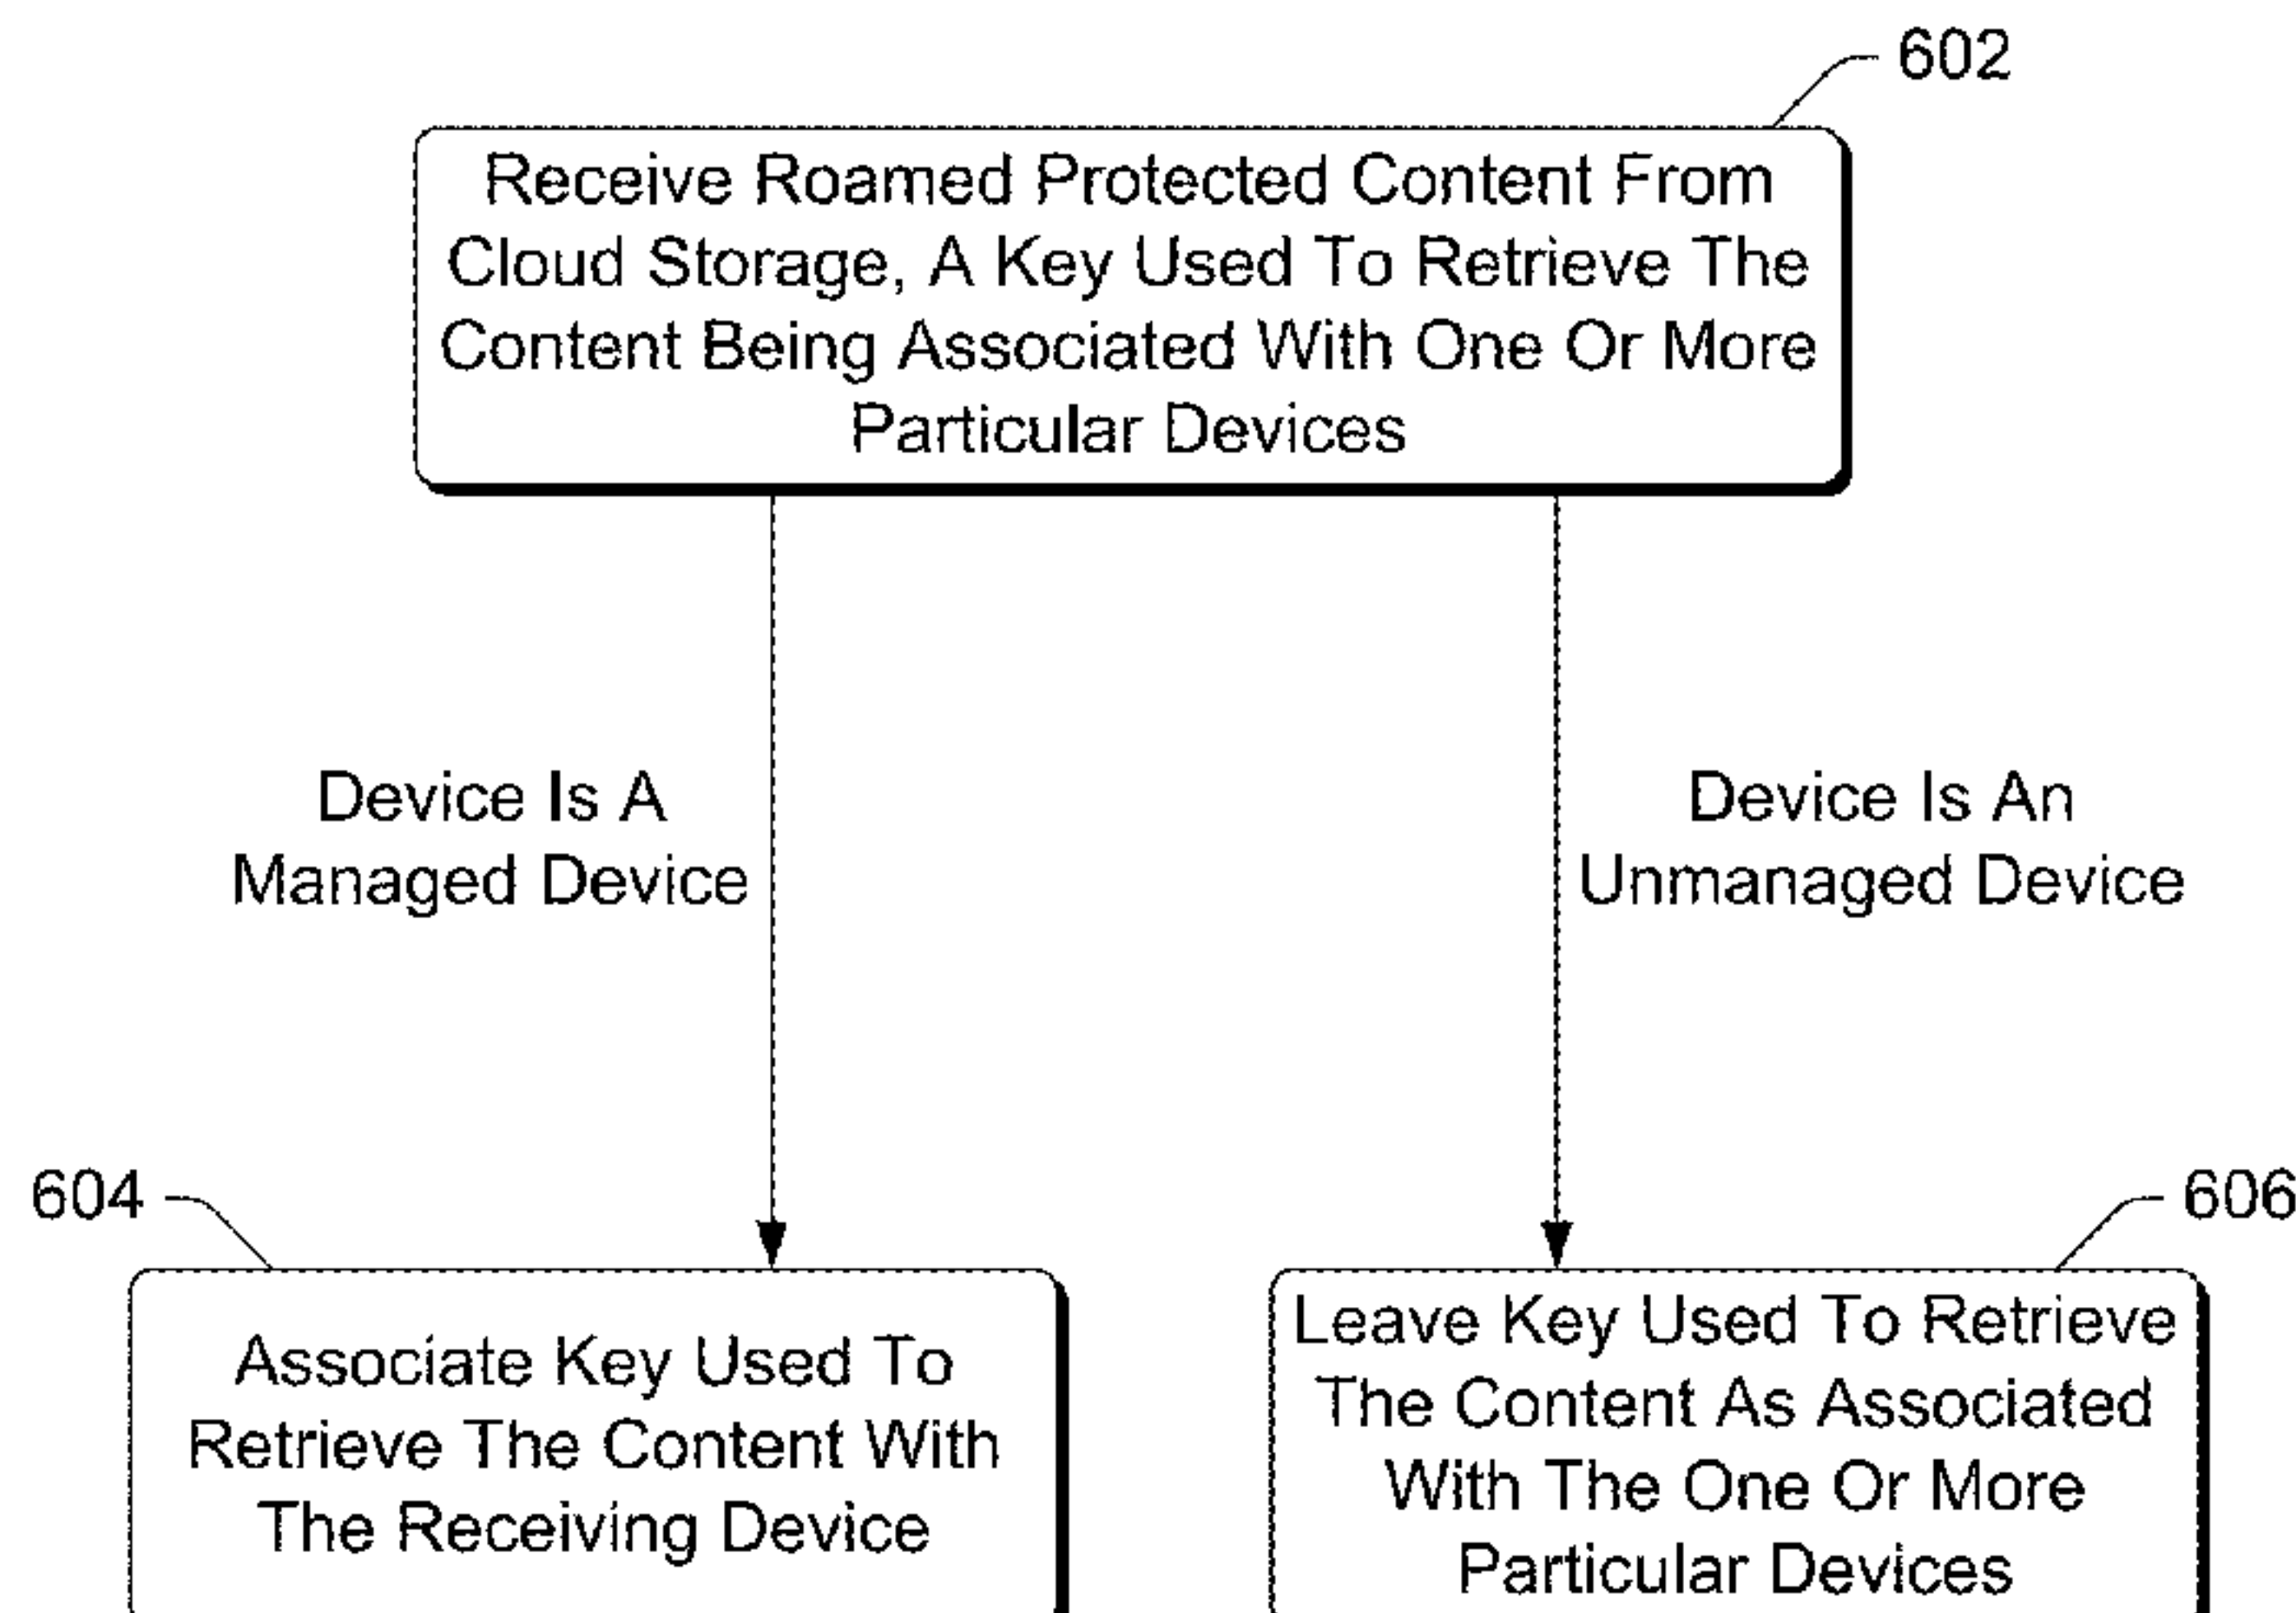 602
Receive Roamed Protected Content From
Cloud Storage, A Key Used To Retrieve The
Content Being Associated With One Or More
Particular Devices
Device Is A
Managed Device
Device Is An
Unmanaged Device
604
606
Associate Key Used To
Retrieve The Content With
The Receiving Device
Leave Key Used To Retrieve
The Content As Associated
With The One Or More
Particular Devices